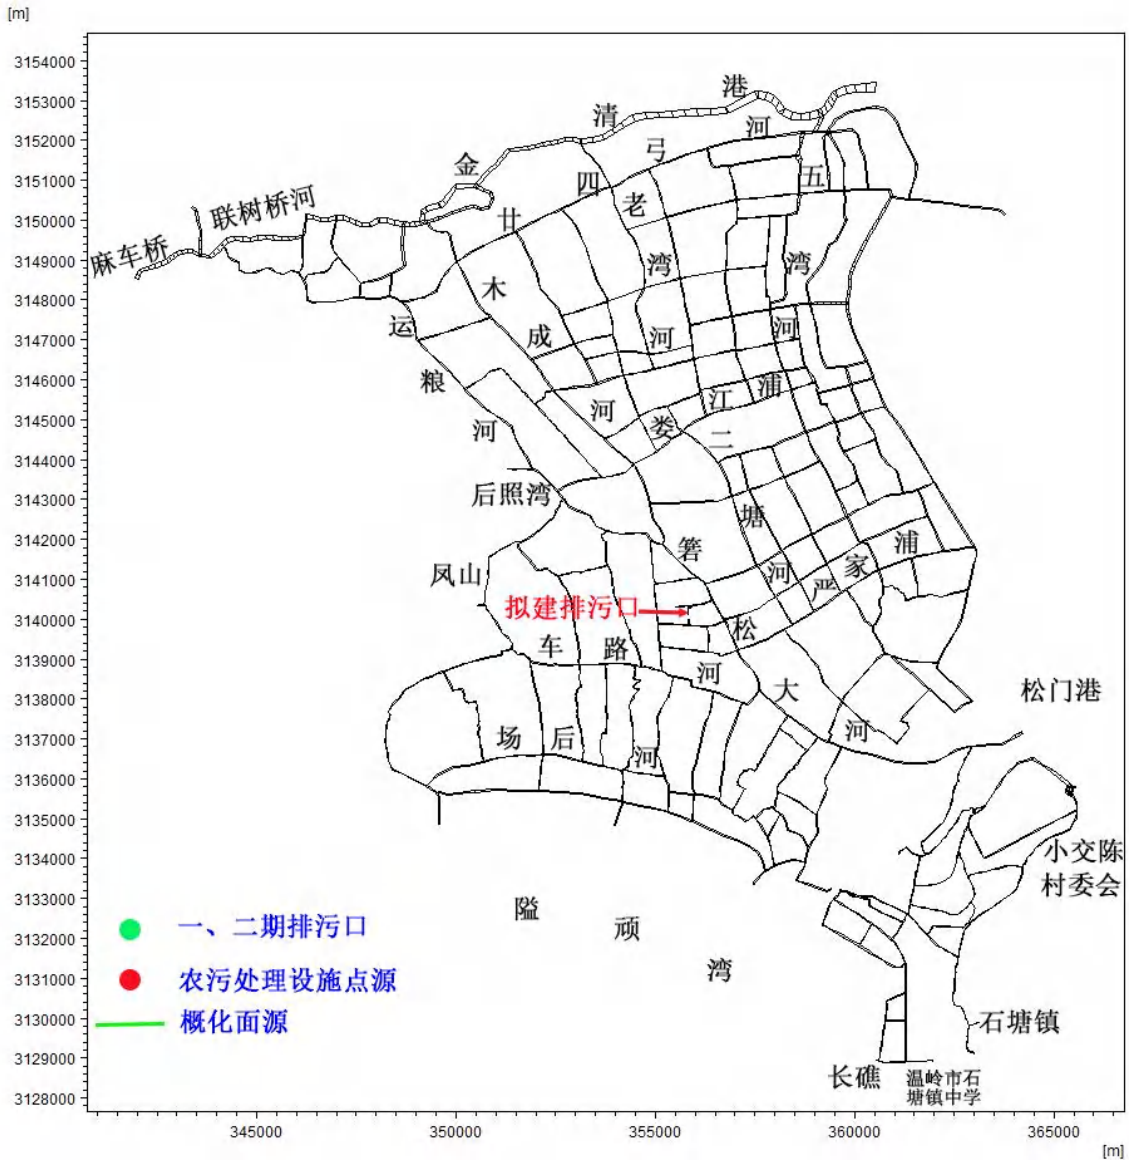 [m]
3154000
3153000
3152000
3151000
3150000
3149000
3148000
3147000
3146000
3145000
3144000
3143000
3142000
3141000
3140000
3139000
3138000
3137000
3136000
3135000
3134000
3133000
3132000
3131000
3130000
3129000
3128000
金清港
联树桥河
麻车桥
廿四弓河
老湾河
五湾河
木成河
运粮河
娄江浦
二塘河
后照湾
箬松大河
严家浦
凤山
拟建排污口
车路河
松门港
场后河
小交陈
村委会
隘顽湾
一、二期排污口
农污处理设施点源
概化面源
石塘镇
长礁
温岭市石
塘镇中学
345000
350000
355000
360000
365000
[m]